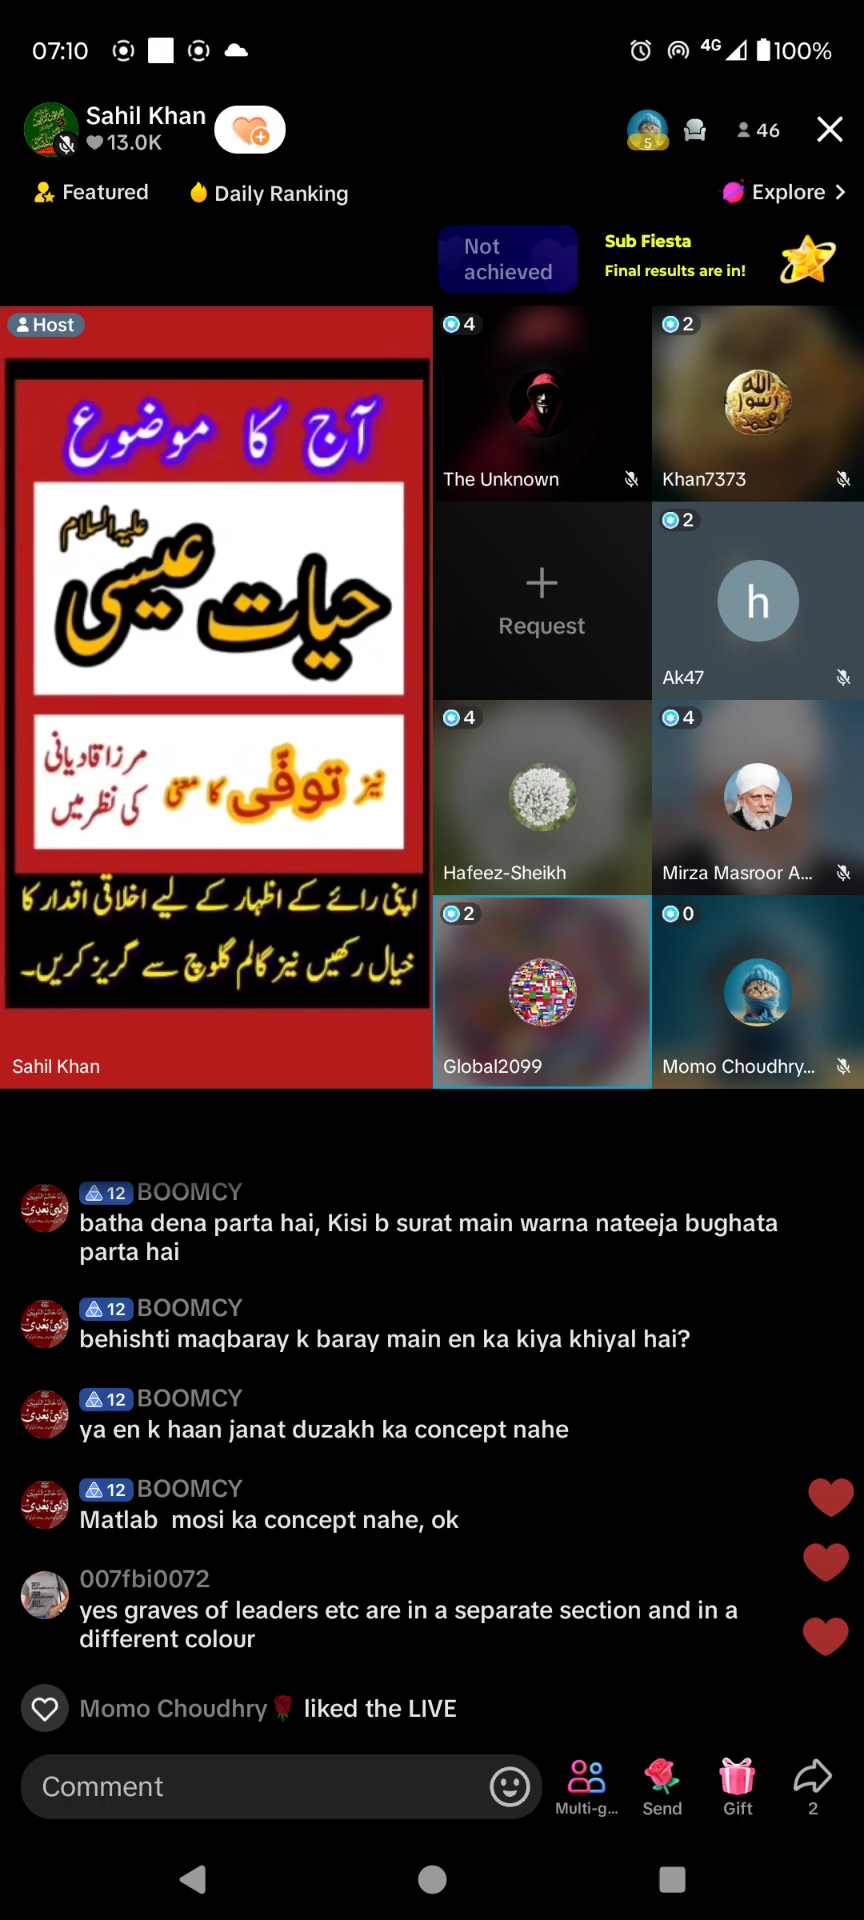 07:10
4G
100%
Sahil Khan
13.0K
5
46
Featured
Daily Ranking
Explore
Not
achieved
Sub Fiesta
Final results are in!
Host
آج کا موضوع
علیہ السلام
حیات عیسی
نیز توفّی کا معنی
مرزا قادیانی
کی نظر میں
اپنی رائے کے اظہار کے لیے اخلاقی اقدار کا
خیال رکھیں نیز گالم گلوچ سے گریز کریں۔
Sahil Khan
4
The Unknown
2
الله
رسول
محمد
Khan7373
+
Request
2
h
Ak47
4
Hafeez-Sheikh
4
Mirza Masroor A...
2
Global2099
0
Momo Choudhry...
12 BOOMCY
batha dena parta hai, Kisi b surat main warna nateeja bughata
parta hai
12 BOOMCY
behishti maqbaray k baray main en ka kiya khiyal hai?
12 BOOMCY
ya en k haan janat duzakh ka concept nahe
12 BOOMCY
Matlab mosi ka concept nahe, ok
007fbi0072
yes graves of leaders etc are in a separate section and in a
different colour
Momo Choudhry🌹 liked the LIVE
Comment
Multi-g...
Send
Gift
2